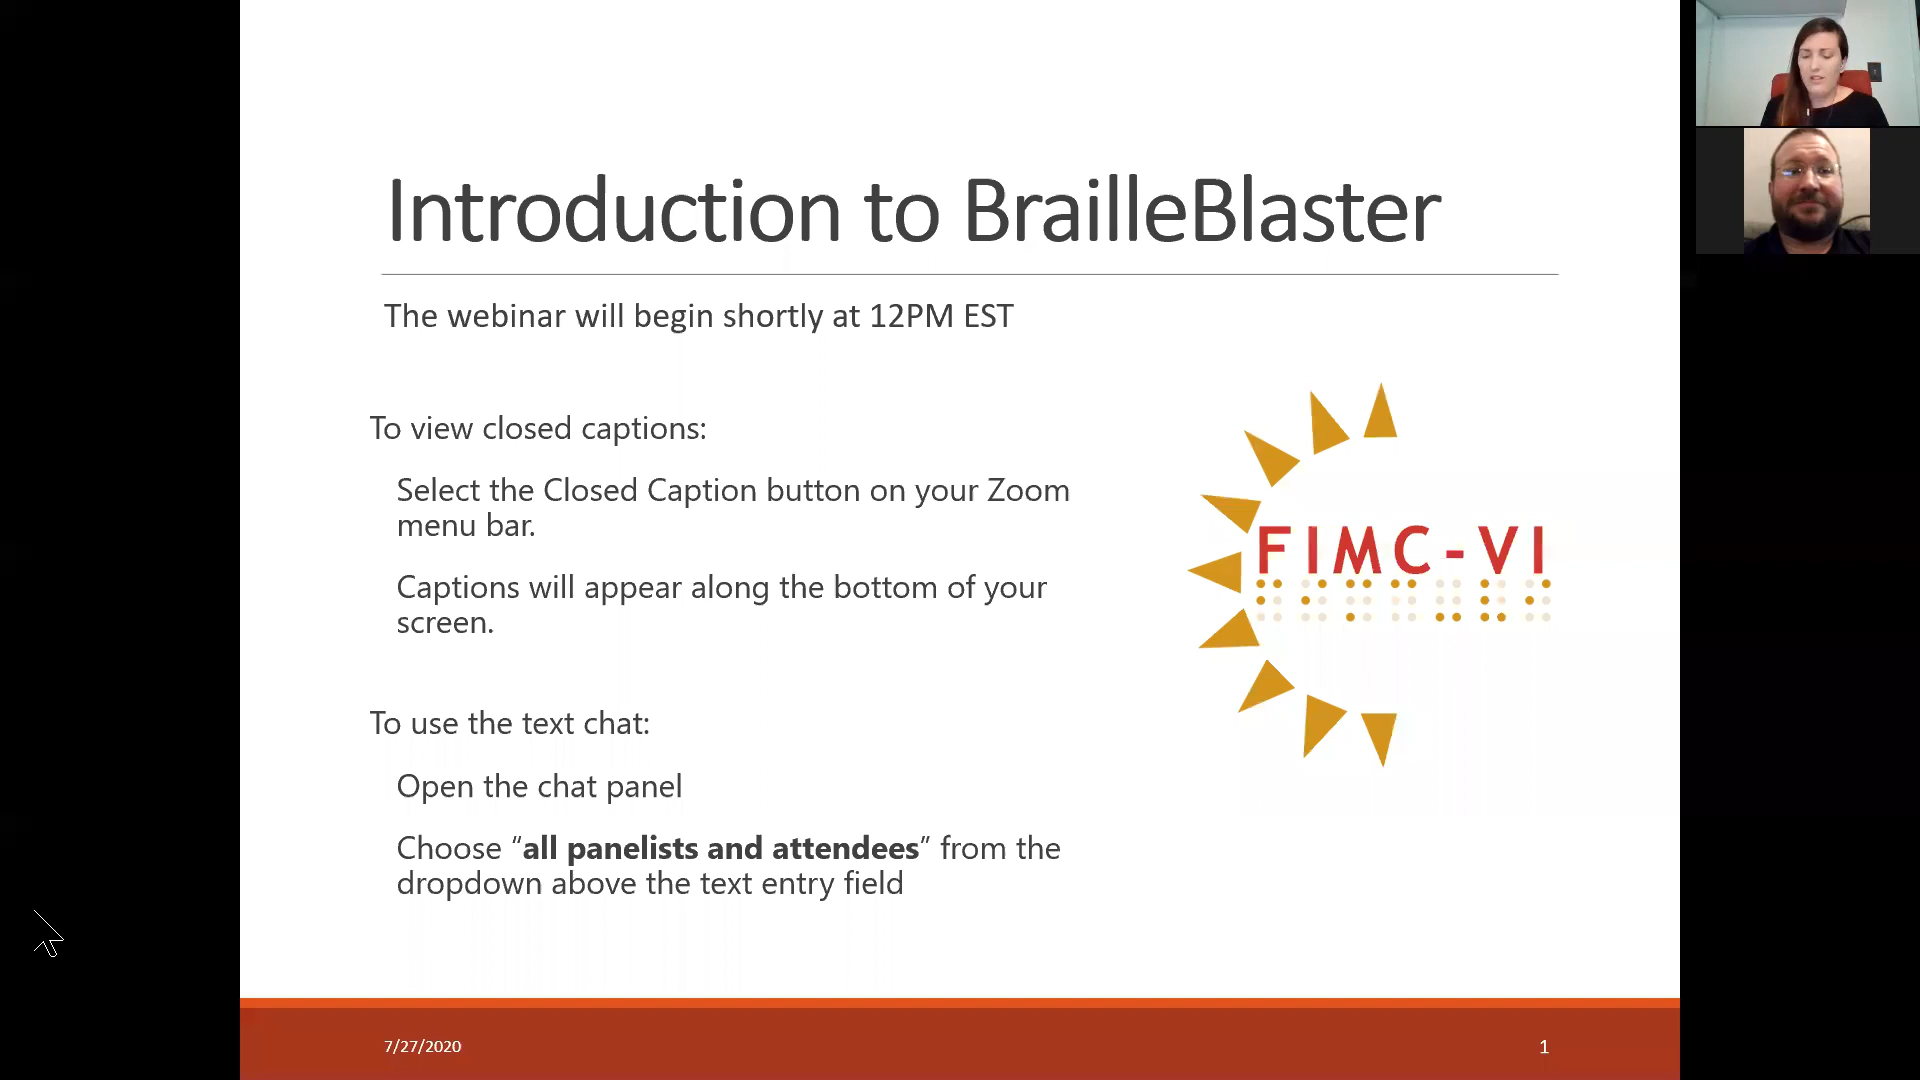 Introduction to BrailleBlaster
The webinar will begin shortly at 12PM EST
To view closed captions:
Select the Closed Caption button on your Zoom
menu bar.
Captions will appear along the bottom of your
screen.
To use the text chat:
Open the chat panel
Choose “all panelists and attendees” from the
dropdown above the text entry field
FIMC-VI
7/27/2020
1